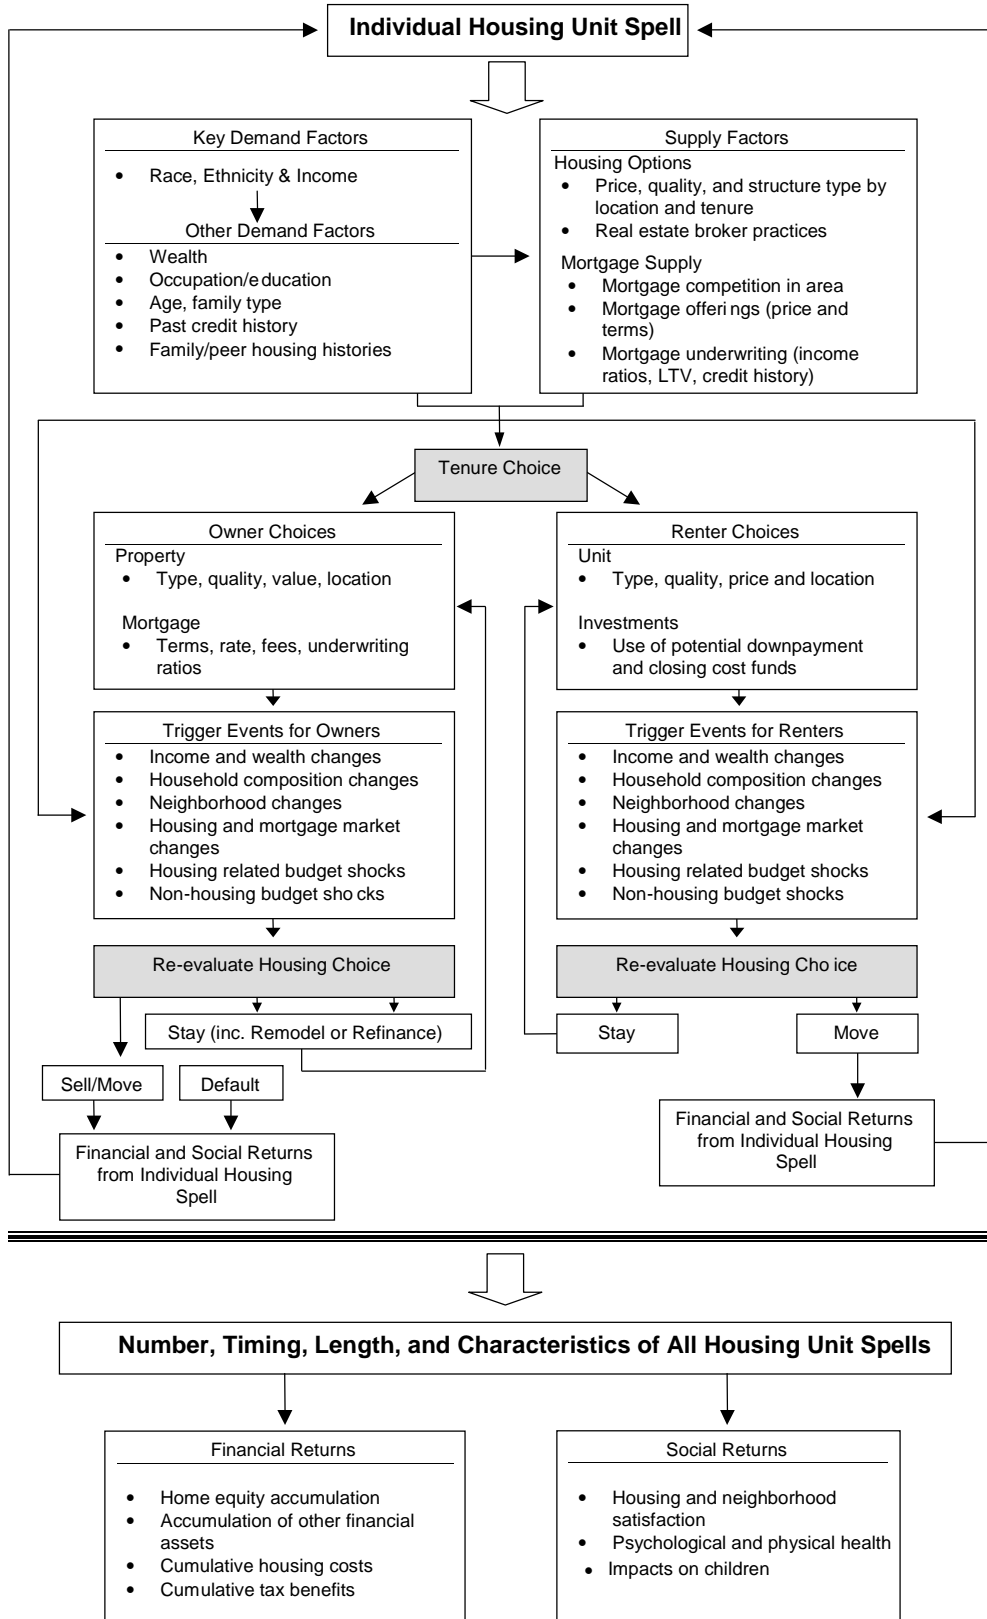 Individual Housing Unit Spell
Key Demand Factors
• Race, Ethnicity & Income
Other Demand Factors
• Wealth
• Occupation/education
• Age, family type
• Past credit history
• Family/peer housing histories
Supply Factors
Housing Options
• Price, quality, and structure type by
location and tenure
• Real estate broker practices
Mortgage Supply
• Mortgage competition in area
• Mortgage offerings (price and
terms)
• Mortgage underwriting (income
ratios, LTV, credit history)
Tenure Choice
Owner Choices
Property
• Type, quality, value, location
Mortgage
• Terms, rate, fees, underwriting
ratios
Renter Choices
Unit
• Type, quality, price and location
Investments
• Use of potential downpayment
and closing cost funds
Trigger Events for Owners
• Income and wealth changes
• Household composition changes
• Neighborhood changes
• Housing and mortgage market
changes
• Housing related budget shocks
• Non-housing budget shocks
Trigger Events for Renters
• Income and wealth changes
• Household composition changes
• Neighborhood changes
• Housing and mortgage market
changes
• Housing related budget shocks
• Non-housing budget shocks
Re-evaluate Housing Choice
Re-evaluate Housing Choice
Stay (inc. Remodel or Refinance)
Stay
Move
Sell/Move
Default
Financial and Social Returns
from Individual Housing
Spell
Financial and Social Returns
from Individual Housing
Spell
Number, Timing, Length, and Characteristics of All Housing Unit Spells
Financial Returns
• Home equity accumulation
• Accumulation of other financial
assets
• Cumulative housing costs
• Cumulative tax benefits
Social Returns
• Housing and neighborhood
satisfaction
• Psychological and physical health
• Impacts on children